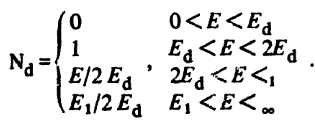 0 0<E<E_d
N_d= 1 , E_d<E<2E_d .
E/2 E_d 2E_d<E<_1
E_1/2 E_d E_1<E<_∞